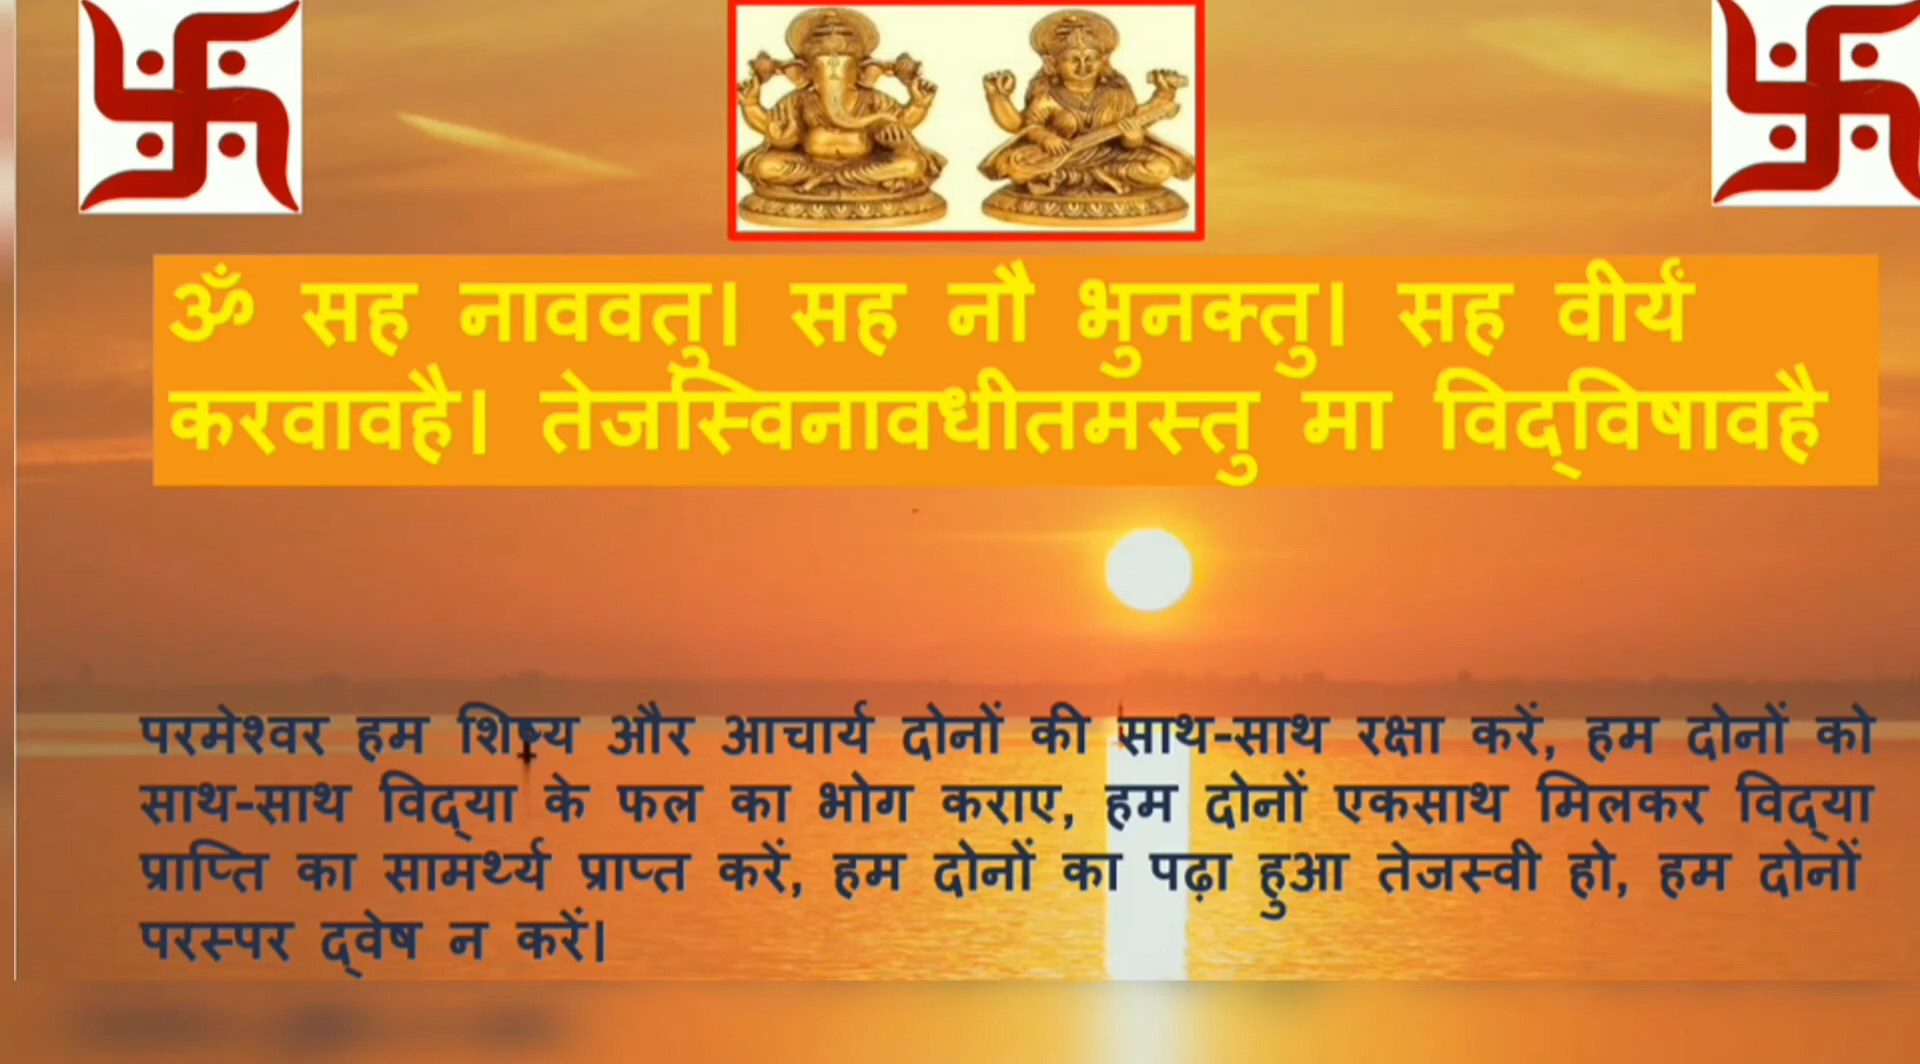 ॐ सह नाववतु। सह नौ भुनक्तु। सह वीर्यं
करवावहै। तेजस्विनावधीतमस्तु मा विद्‌विषावहै
परमेश्वर हम शिष्य और आचार्य दोनों की साथ-साथ रक्षा करें, हम दोनों को
साथ-साथ विद्‌या के फल का भोग कराए, हम दोनों एकसाथ मिलकर विद्‌या
प्राप्ति का सामर्थ्य प्राप्त करें, हम दोनों का पढ़ा हुआ तेजस्वी हो, हम दोनों
परस्पर द्‌वेष न करें।